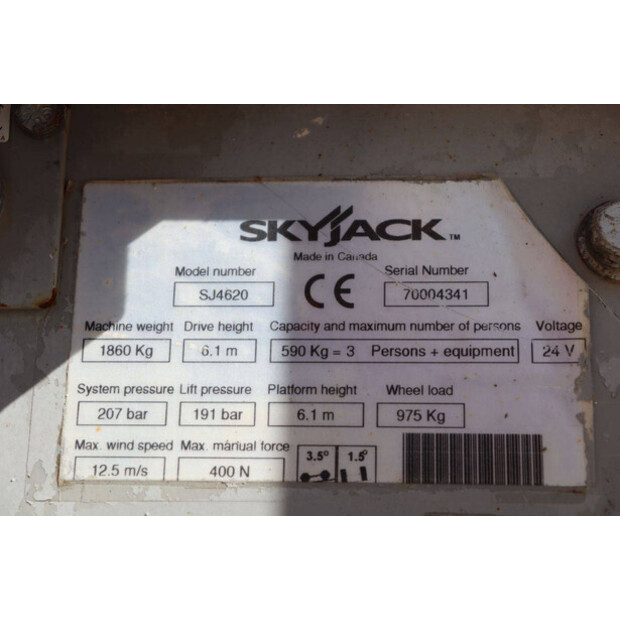 SKYJACK™
Made in Canada
Model number Serial Number
SJ4620 CE 70004341
Machine weight Drive height Capacity and maximum number of persons Voltage
1860 Kg 6.1 m 590 Kg = 3 Persons + equipment 24 V
System pressure Lift pressure Platform height Wheel load
207 bar 191 bar 6.1 m 975 Kg
Max. wind speed Max. manual force 3.5° 1.5°
12.5 m/s 400 N